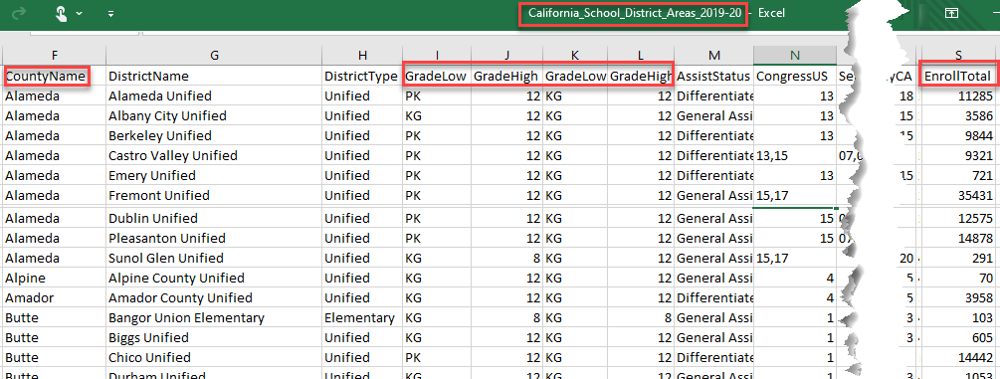 California_School_District_Areas_2019-20 - Excel
F G H I J K L M N S
CountyName DistrictName DistrictType GradeLow GradeHigh GradeLow GradeHigh AssistStatus CongressUS Se yCA EnrollTotal
Alameda Alameda Unified Unified PK 12 KG 12 Differentiate 13 18 11285
Alameda Albany City Unified Unified KG 12 KG 12 General Assi 13 15 3586
Alameda Berkeley Unified Unified PK 12 KG 12 Differentiate 13 15 9844
Alameda Castro Valley Unified Unified PK 12 KG 12 Differentiate 13,15 07,0 9321
Alameda Emery Unified Unified PK 12 KG 12 Differentiate 13 15 721
Alameda Fremont Unified Unified PK 12 KG 12 General Assi 15,17 35431
Alameda Dublin Unified Unified PK 12 KG 12 General Assi 15 12575
Alameda Pleasanton Unified Unified PK 12 KG 12 General Assi 15 14878
Alameda Sunol Glen Unified Unified KG 8 KG 12 General Assi 15,17 20 291
Alpine Alpine County Unified Unified KG 12 KG 12 General Assi 4 5 70
Amador Amador County Unified Unified KG 12 KG 12 Differentiate 4 5 3958
Butte Bangor Union Elementary Elementary KG 8 KG 8 General Assi 1 3 103
Butte Biggs Unified Unified KG 12 KG 12 General Assi 1 3 605
Butte Chico Unified Unified PK 12 KG 12 Differentiate 1 3 14442
Butte Durham Unified Unified KG 12 KG 12 General Assi 1 3 1053